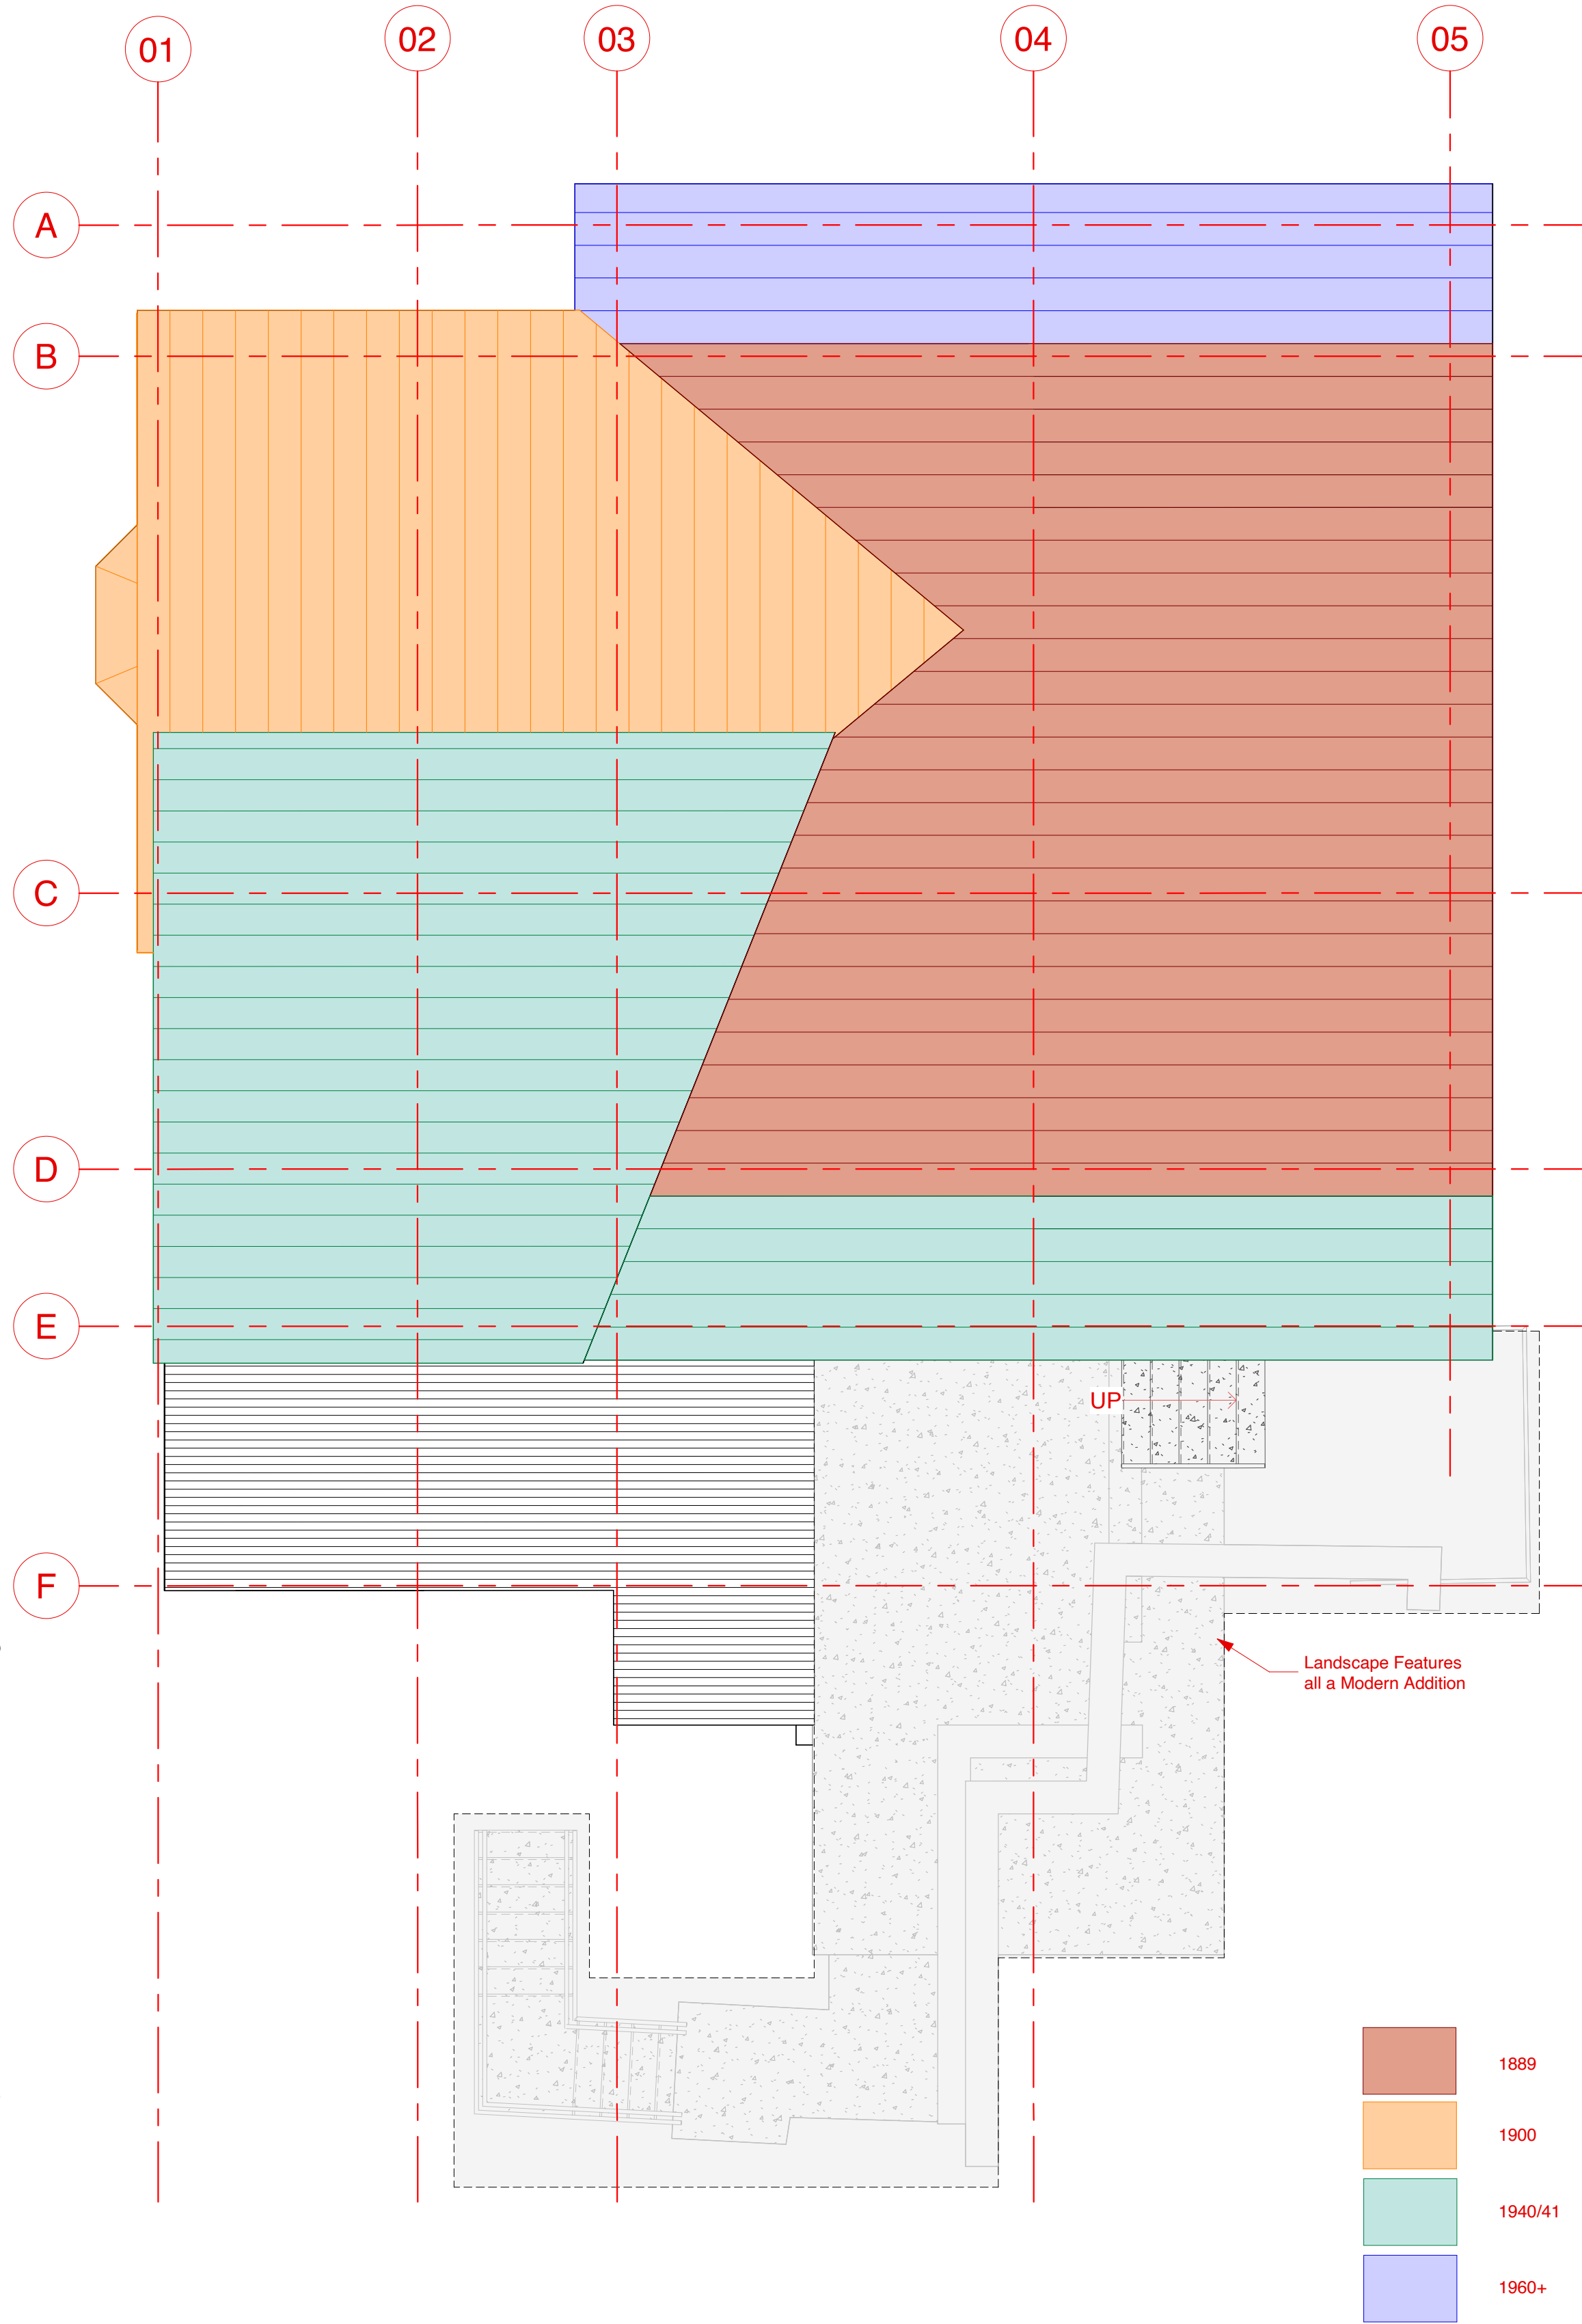 01
02
03
04
05
A
B
C
D
E
UP
F
Landscape Features
all a Modern Addition
1889
1900
1940/41
1960+